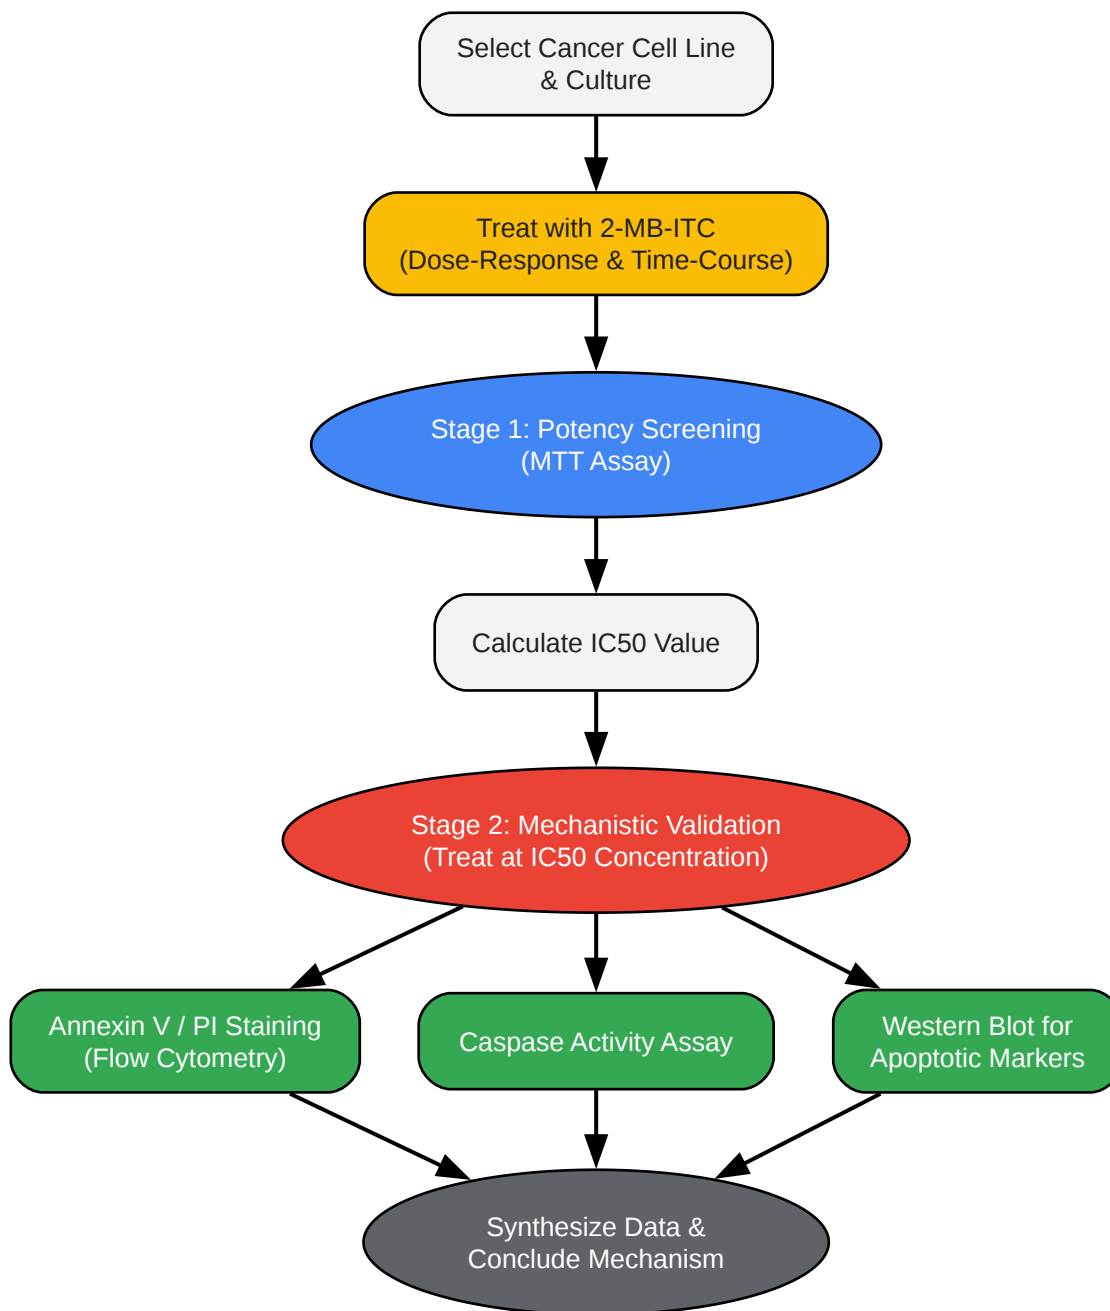 Select Cancer Cell Line
& Culture
Treat with 2-MB-ITC
(Dose-Response & Time-Course)
Stage 1: Potency Screening
(MTT Assay)
Calculate IC50 Value
Stage 2: Mechanistic Validation
(Treat at IC50 Concentration)
Annexin V / PI Staining
(Flow Cytometry)
Caspase Activity Assay
Western Blot for
Apoptotic Markers
Synthesize Data &
Conclude Mechanism